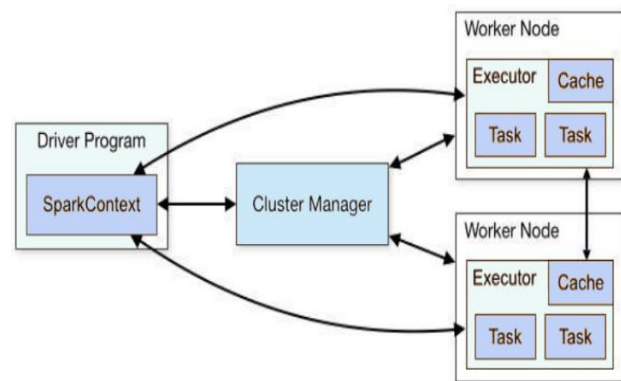 Driver Program
SparkContext
Cluster Manager
Worker Node
Executor
Cache
Task Task
Worker Node
Executor
Cache
Task Task